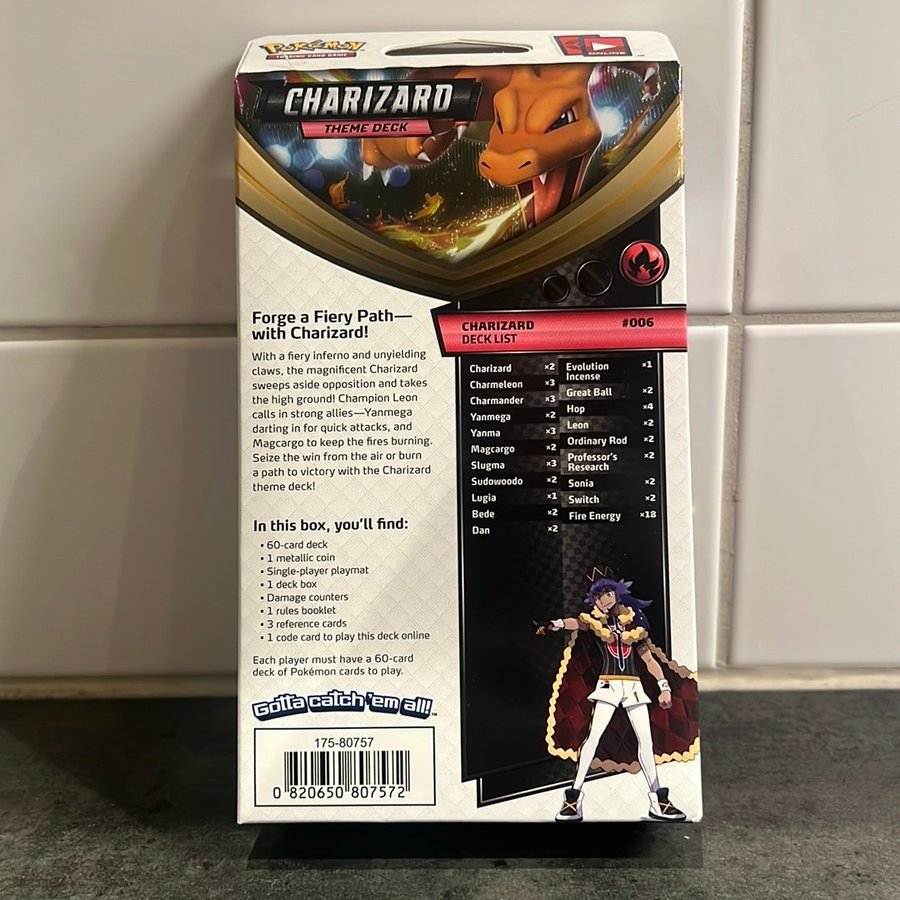 POKÉMON
TRADING CARD GAME
ONLINE
CHARIZARD
THEME DECK
Forge a Fiery Path—
with Charizard!
With a fiery inferno and unyielding
claws, the magnificent Charizard
sweeps aside opposition and takes
the high ground! Champion Leon
calls in strong allies—Yanmega
darting in for quick attacks, and
Magcargo to keep the fires burning.
Seize the win from the air or burn
a path to victory with the Charizard
theme deck!
In this box, you'll find:
• 60-card deck
• 1 metallic coin
• Single-player playmat
• 1 deck box
• Damage counters
• 1 rules booklet
• 3 reference cards
• 1 code card to play this deck online
Each player must have a 60-card
deck of Pokémon cards to play.
Gotta catch 'em all!™
175-80757
0 820650 807572
CHARIZARD #006
DECK LIST
Charizard ×2
Charmeleon ×3
Charmander ×3
Yanmega ×2
Yanma ×3
Magcargo ×2
Slugma ×3
Sudowoodo ×2
Lugia ×1
Bede ×2
Dan ×2
Evolution ×1
Incense
Great Ball ×2
Hop ×4
Leon ×2
Ordinary Rod ×2
Professor's ×2
Research
Sonia ×2
Switch ×2
Fire Energy ×18